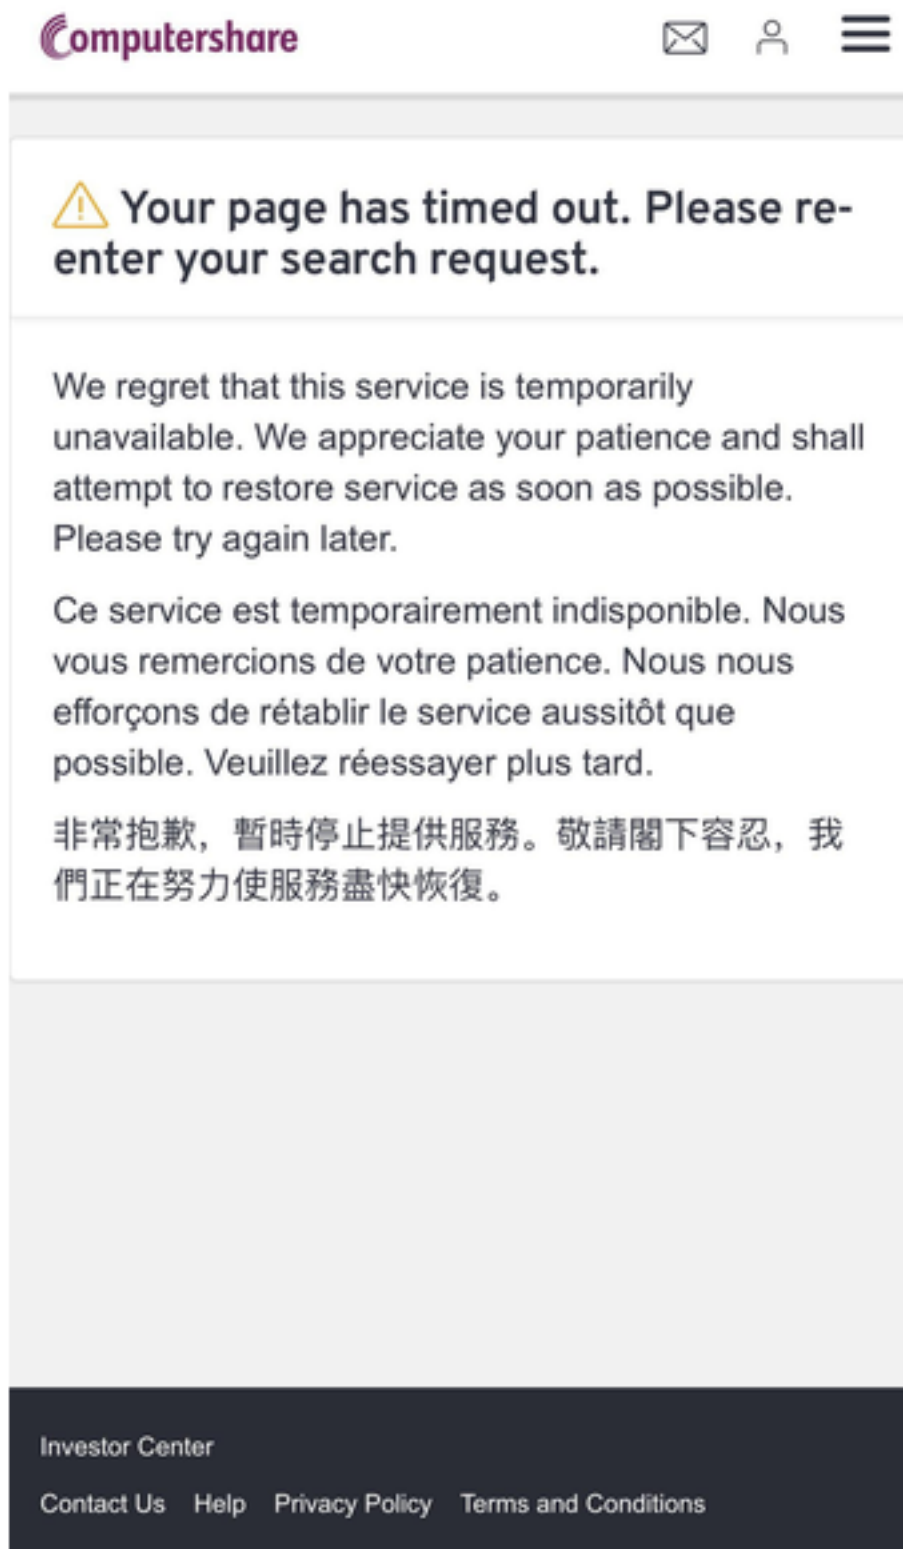 Computershare
Your page has timed out. Please re-
enter your search request.
We regret that this service is temporarily
unavailable. We appreciate your patience and shall
attempt to restore service as soon as possible.
Please try again later.
Ce service est temporairement indisponible. Nous
vous remercions de votre patience. Nous nous
efforçons de rétablir le service aussitôt que
possible. Veuillez réessayer plus tard.
非常抱歉，暫時停止提供服務。敬請閣下容忍，我
們正在努力使服務盡快恢復。
Investor Center
Contact Us Help Privacy Policy Terms and Conditions